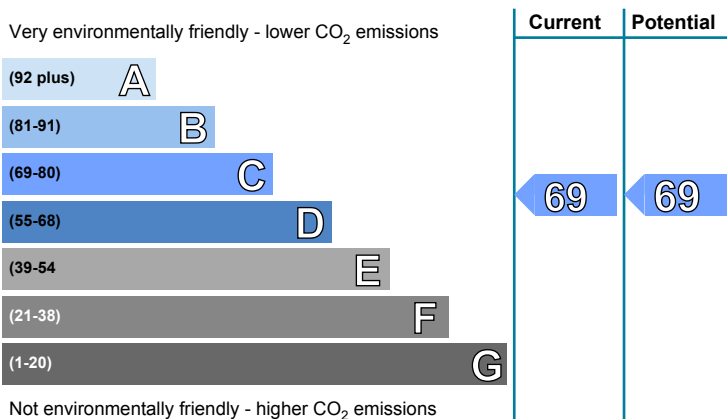 Very environmentally friendly - lower CO2 emissions
Current Potential
(92 plus) A
(81-91) B
(69-80) C
69 69
(55-68) D
(39-54 E
(21-38) F
(1-20) G
Not environmentally friendly - higher CO2 emissions